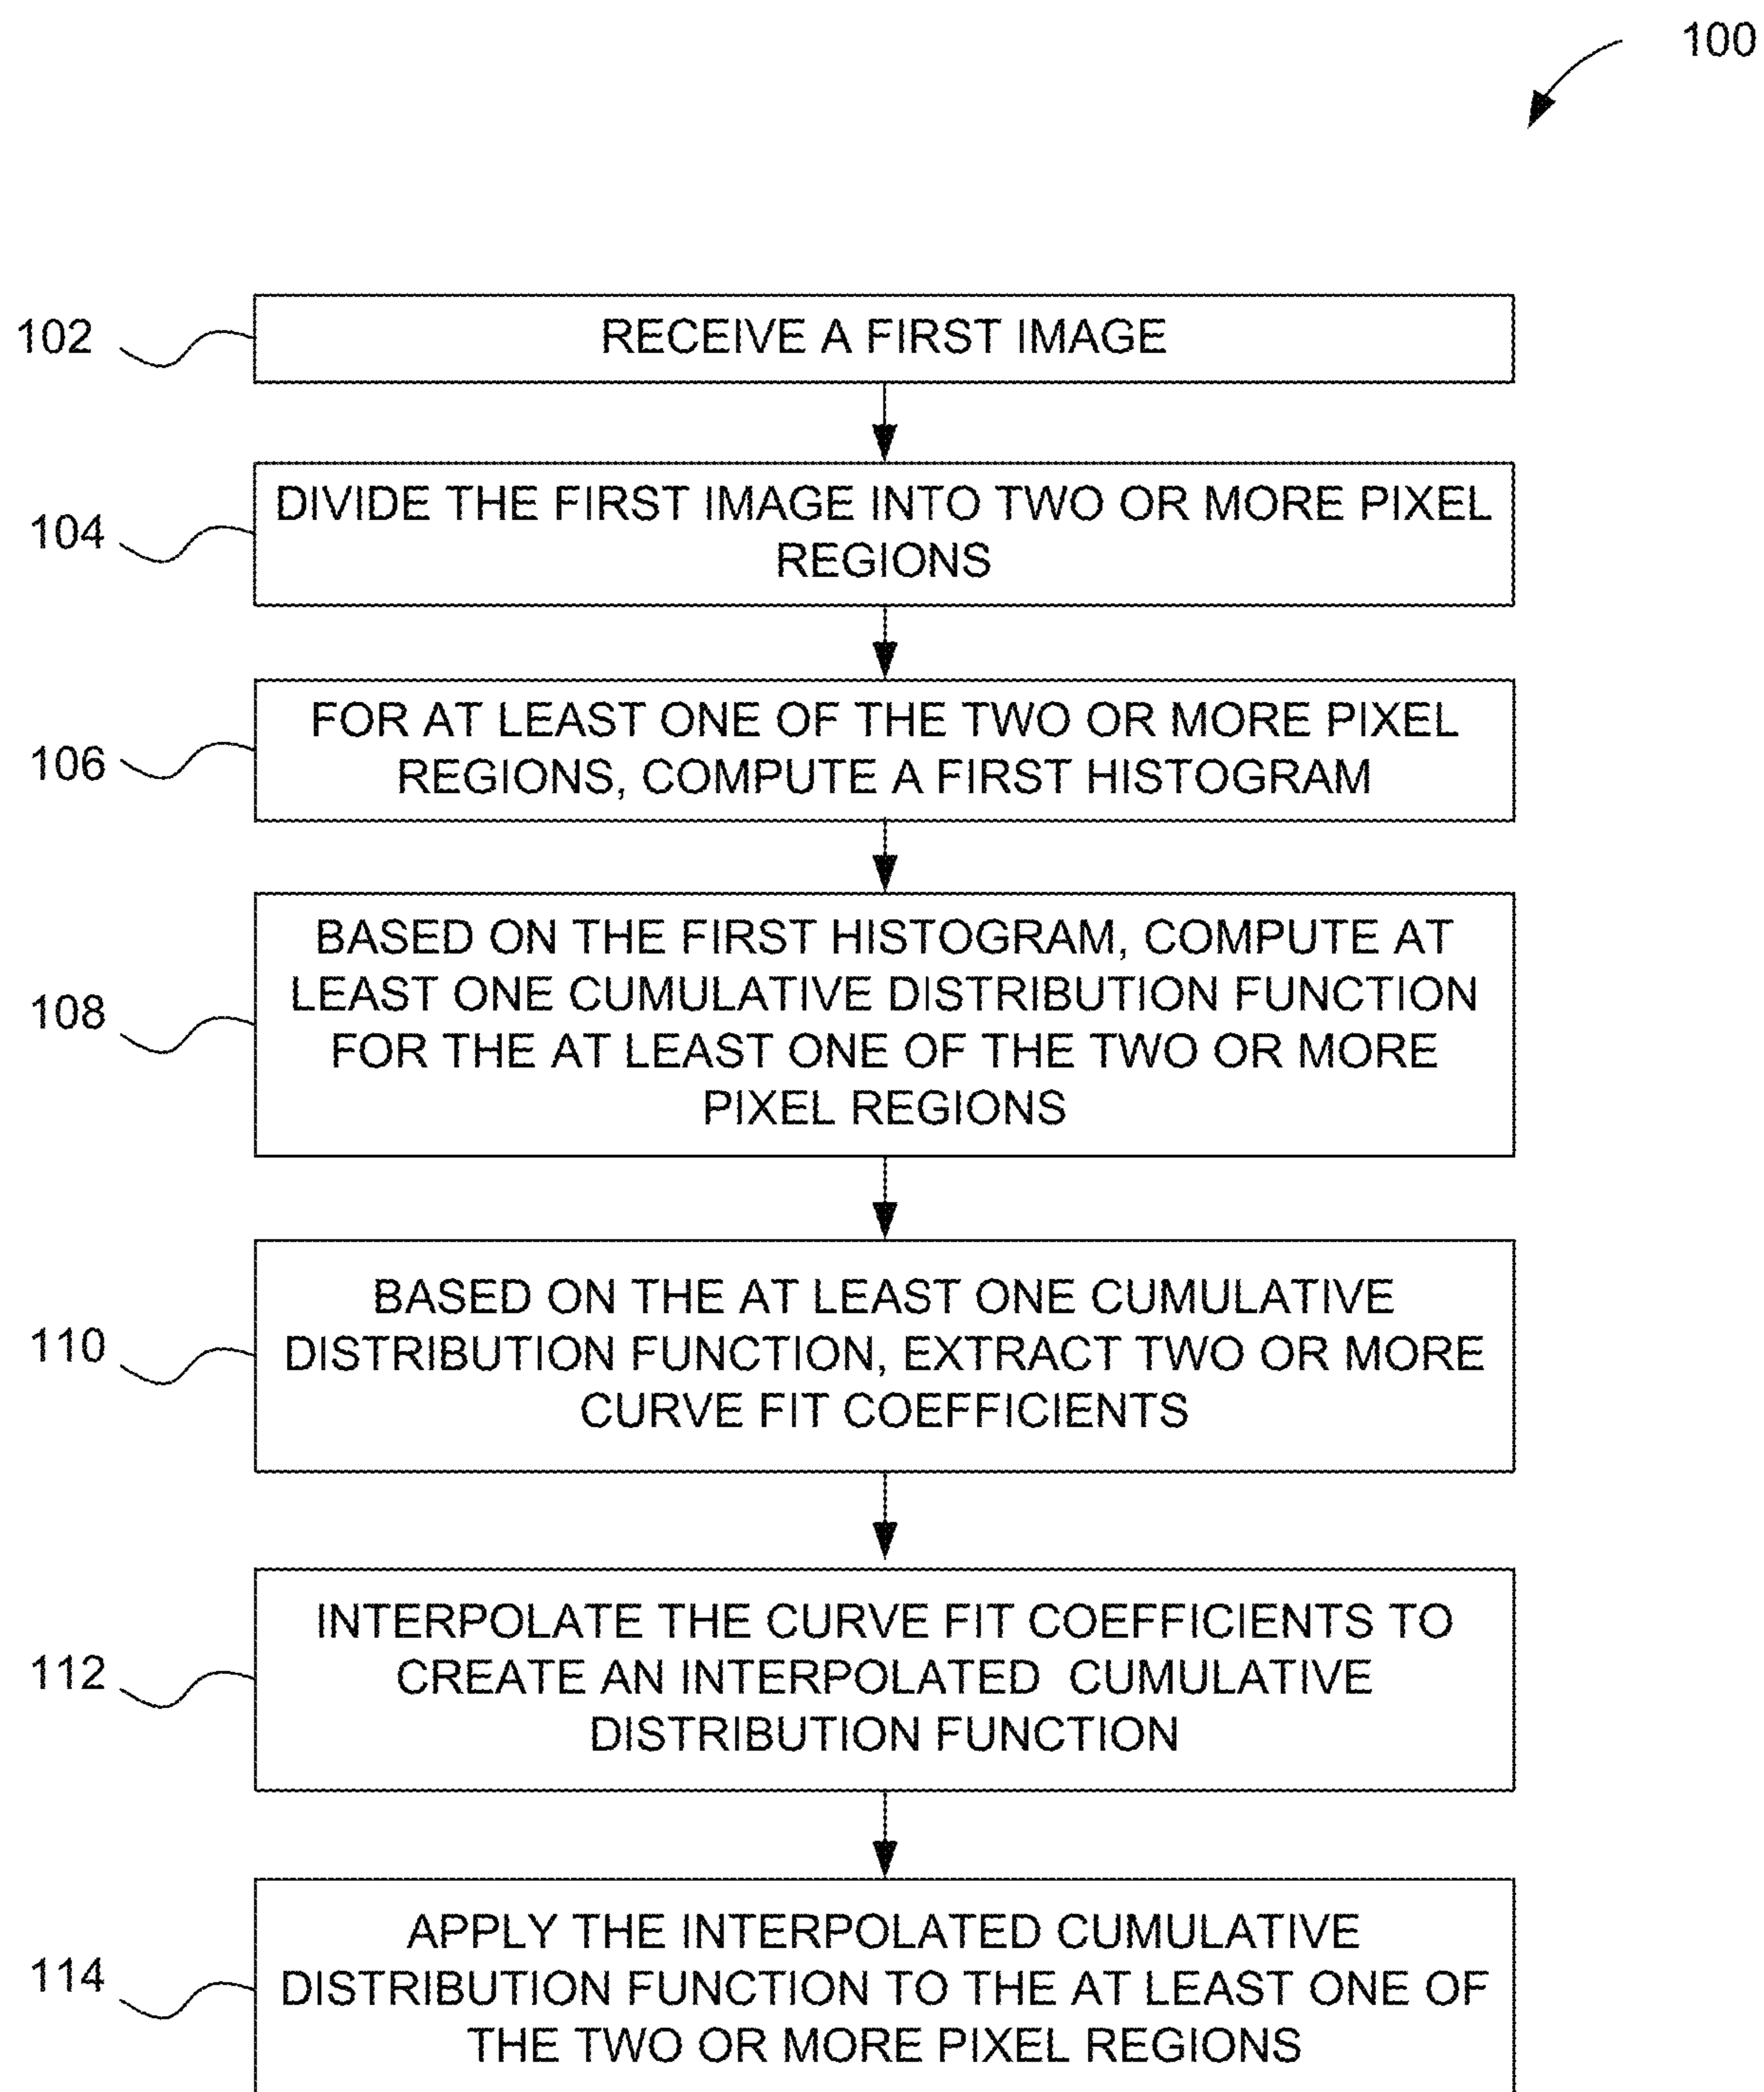 100
102
RECEIVE A FIRST IMAGE
104
DIVIDE THE FIRST IMAGE INTO TWO OR MORE PIXEL
REGIONS
106
FOR AT LEAST ONE OF THE TWO OR MORE PIXEL
REGIONS, COMPUTE A FIRST HISTOGRAM
108
BASED ON THE FIRST HISTOGRAM, COMPUTE AT
LEAST ONE CUMULATIVE DISTRIBUTION FUNCTION
FOR THE AT LEAST ONE OF THE TWO OR MORE
PIXEL REGIONS
110
BASED ON THE AT LEAST ONE CUMULATIVE
DISTRIBUTION FUNCTION, EXTRACT TWO OR MORE
CURVE FIT COEFFICIENTS
112
INTERPOLATE THE CURVE FIT COEFFICIENTS TO
CREATE AN INTERPOLATED CUMULATIVE
DISTRIBUTION FUNCTION
114
APPLY THE INTERPOLATED CUMULATIVE
DISTRIBUTION FUNCTION TO THE AT LEAST ONE OF
THE TWO OR MORE PIXEL REGIONS